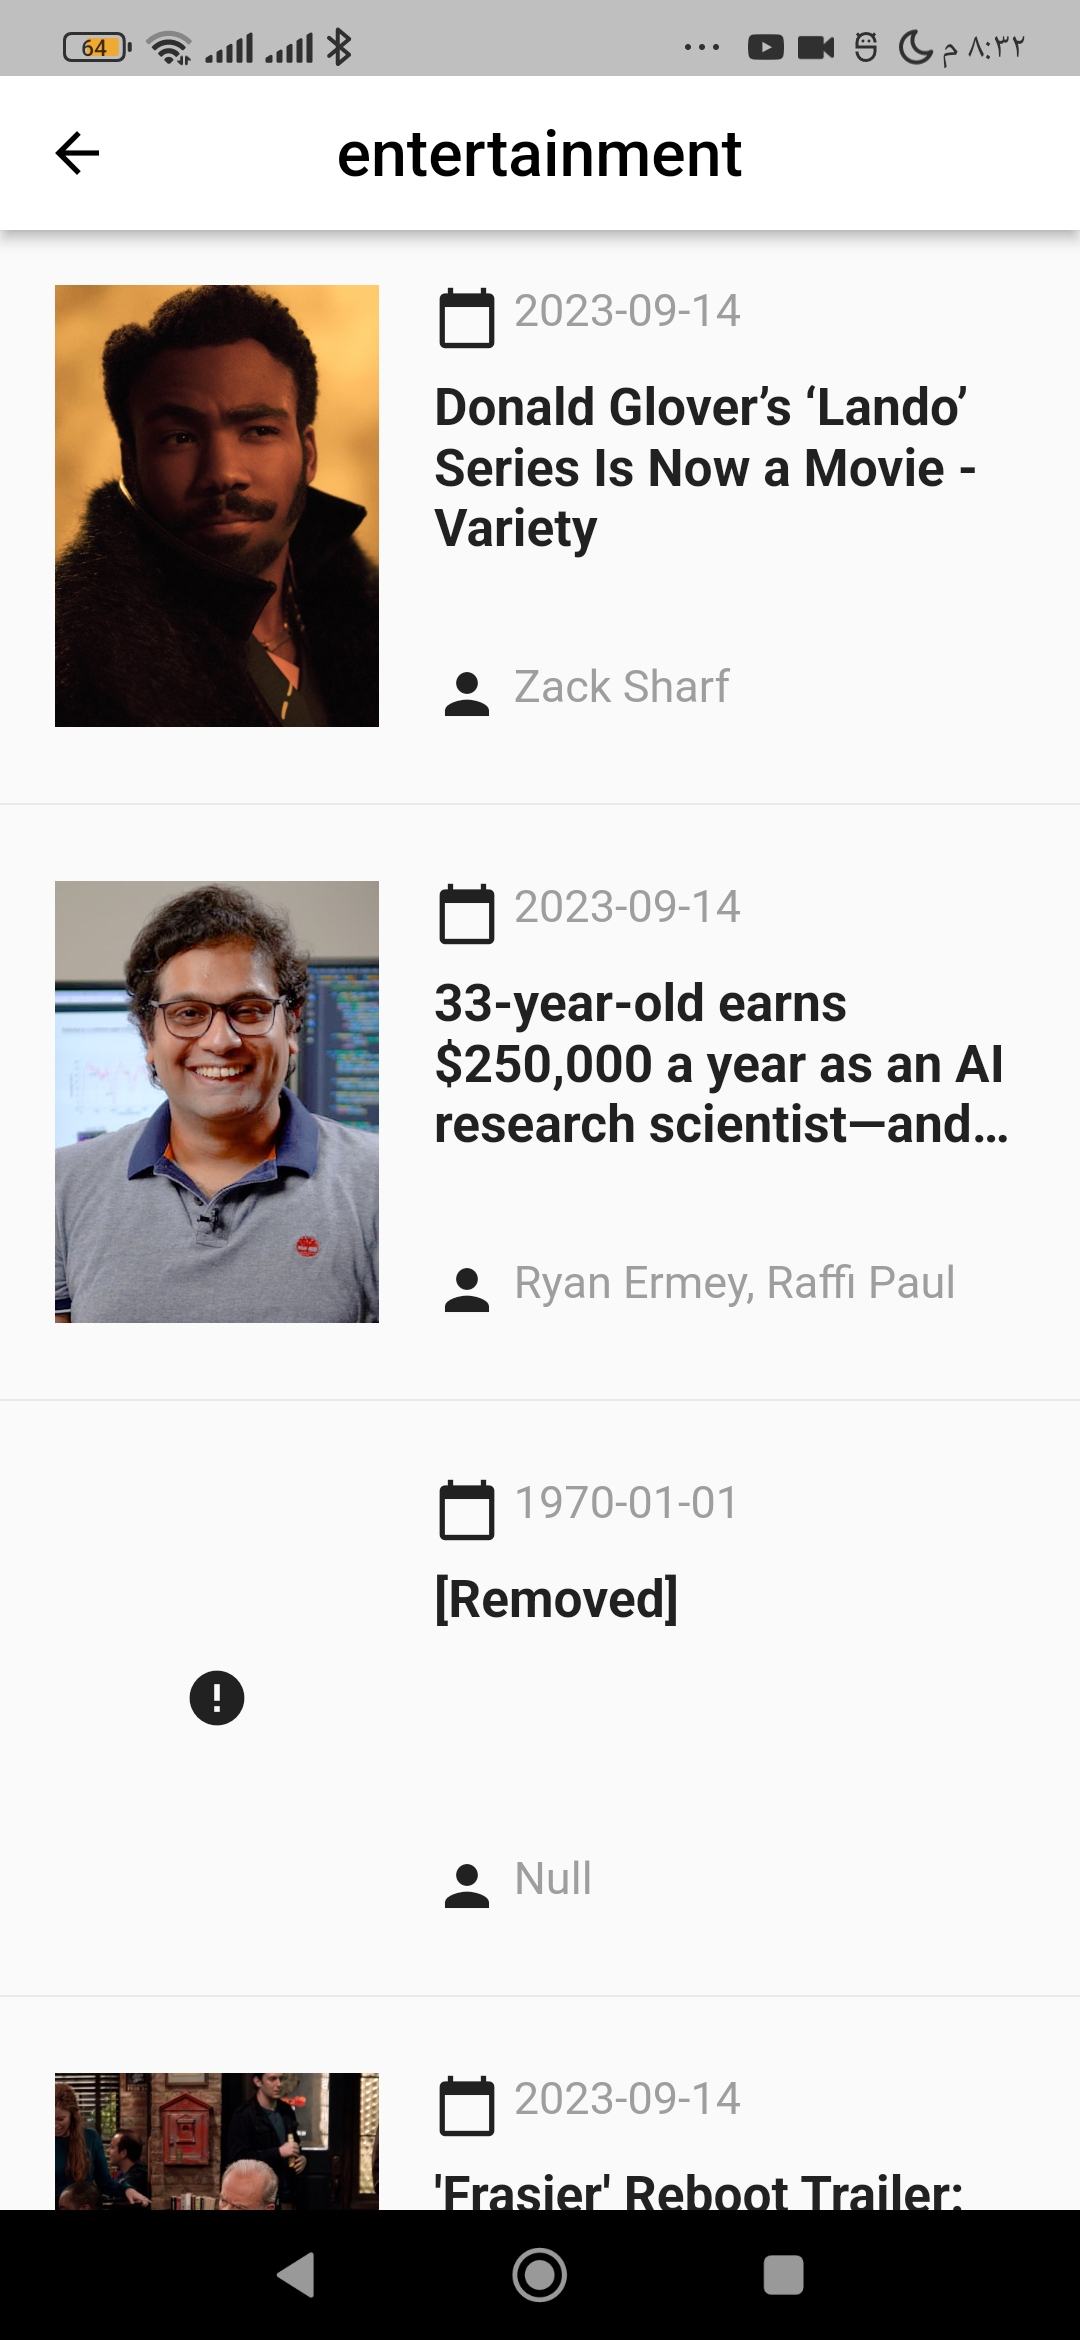 64
م ٨:٣٢
entertainment
2023-09-14
Donald Glover’s ‘Lando’
Series Is Now a Movie -
Variety
Zack Sharf
2023-09-14
33-year-old earns
$250,000 a year as an AI
research scientist—and…
Ryan Ermey, Raffi Paul
1970-01-01
[Removed]
Null
2023-09-14
'Frasier' Reboot Trailer: